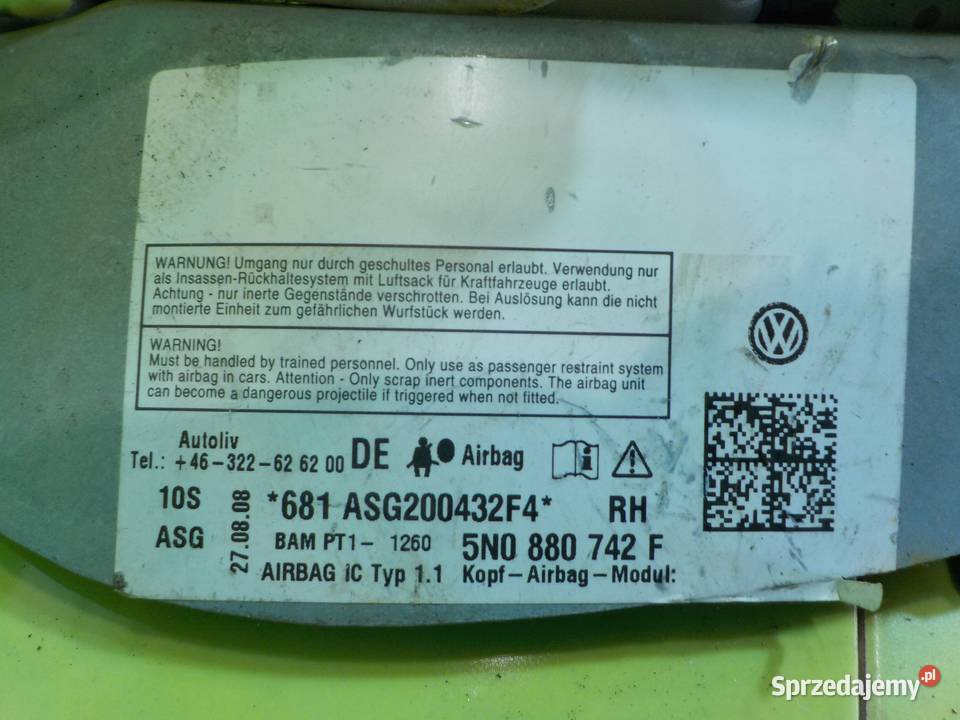 WARNUNG! Umgang nur durch geschultes Personal erlaubt. Verwendung nur
als Insassen-Rückhaltesystem mit Luftsack für Kraftfahrzeuge erlaubt.
Achtung - nur inerte Gegenstände verschrotten. Bei Auslösung kann die nicht
montierte Einheit zum gefährlichen Wurfstück werden.
WARNING!
Must be handled by trained personnel. Only use as passenger restraint system
with airbag in cars. Attention - Only scrap inert components. The airbag unit
can become a dangerous projectile if triggered when not fitted.
Autoliv
Tel.: +46-322-62 62 00 DE Airbag
10S *681 ASG200432F4* RH
ASG 27.08.08 BAM PT1- 1260 5N0 880 742 F
AIRBAG iC Typ 1.1 Kopf-Airbag-Modul:
Sprzedajemy.pl